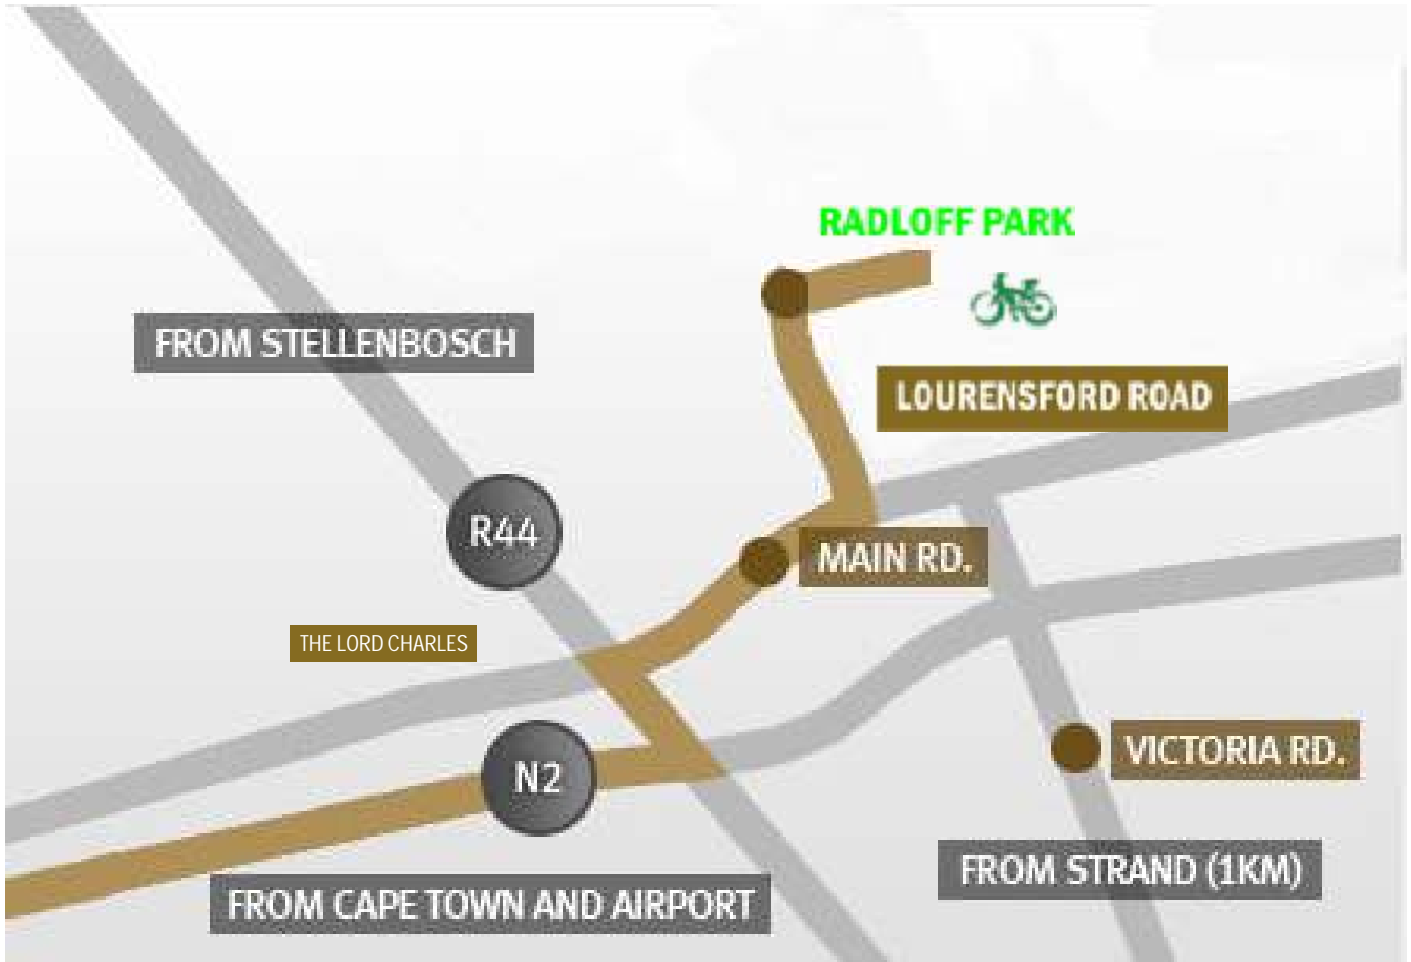 RADLOFF PARK
FROM STELLENBOSCH
LOURENSFORD ROAD
R44
MAIN RD.
THE LORD CHARLES
N2
VICTORIA RD.
FROM STRAND (1KM)
FROM CAPE TOWN AND AIRPORT